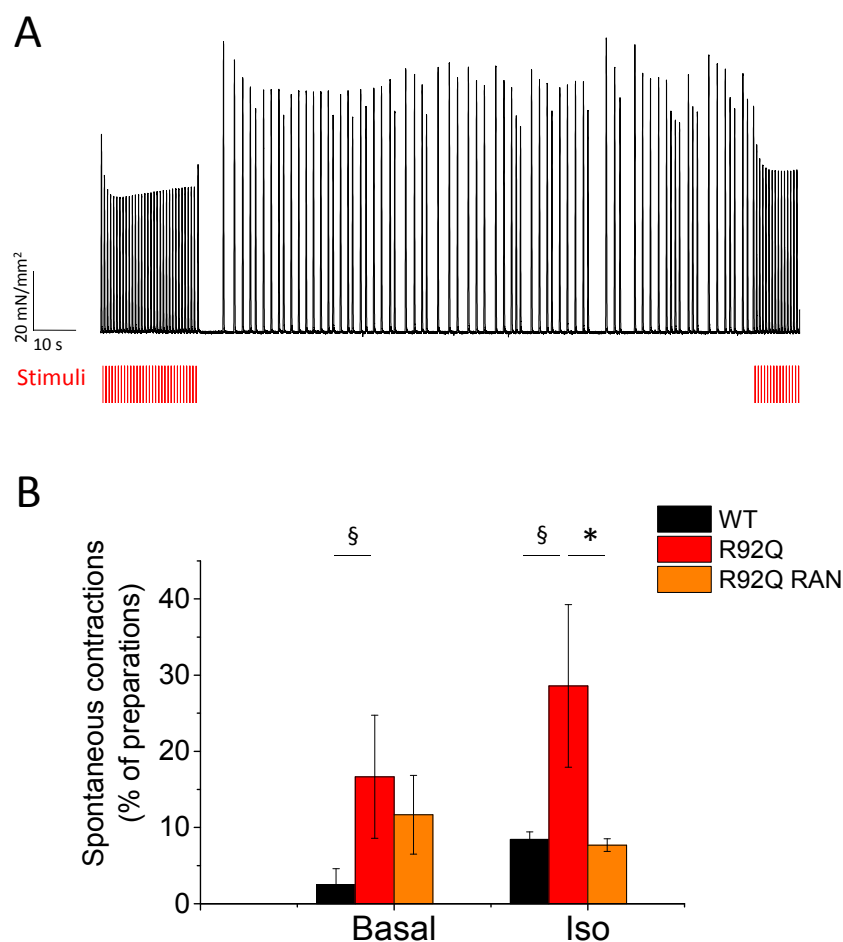 A
20 mN/mm²
10 s
Stimuli
B
§
§
*
WT
R92Q
R92Q RAN
Spontaneous contractions
(% of preparations)
40
30
20
10
0
Basal
Iso